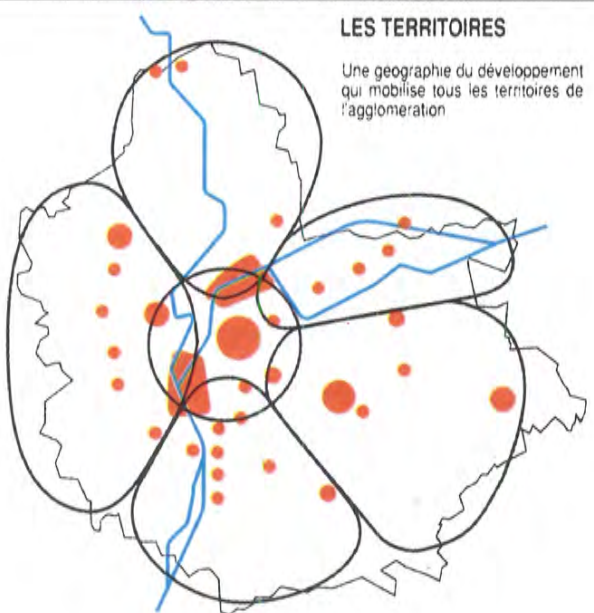 LES TERRITOIRES
Une geographie du développement
qui mobilise tous les territoires de
l'agglomeration